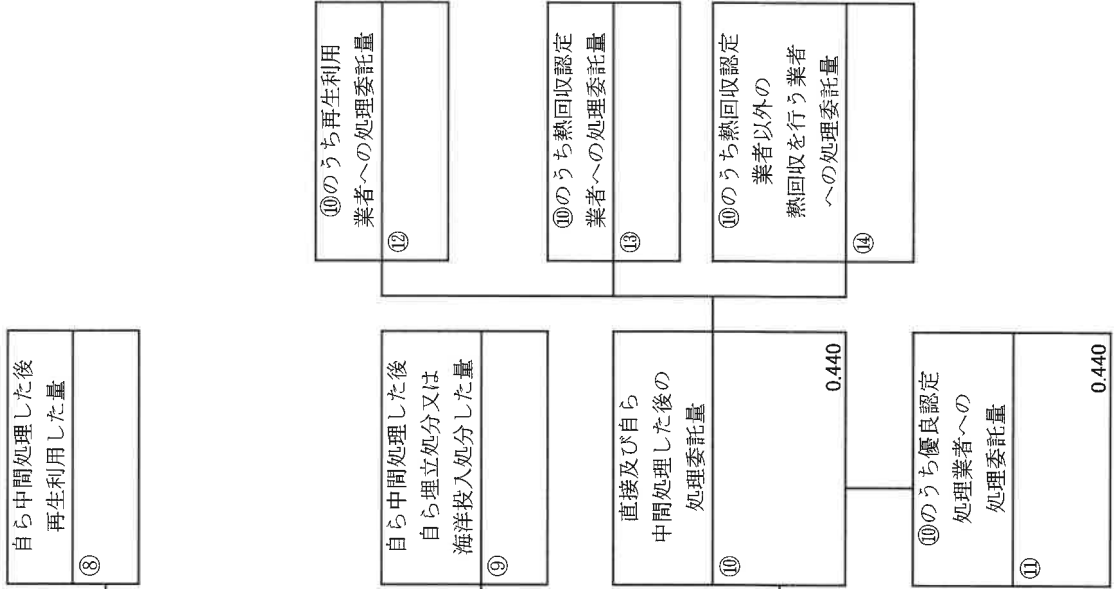 自ら中間処理した後
再生利用した量
⑧
自ら中間処理した後
自ら埋立処分又は
海洋投入処分した量
⑨
直接及び自ら
中間処理した後の
処理委託量
⑩
0.440
⑩のうち優良認定
処理業者への
処理委託量
⑪
0.440
⑩のうち再生利用
業者への処理委託量
⑫
⑩のうち熱回収認定
業者への処理委託量
⑬
⑩のうち熱回収認定
業者以外の
熱回収を行う業者
への処理委託量
⑭